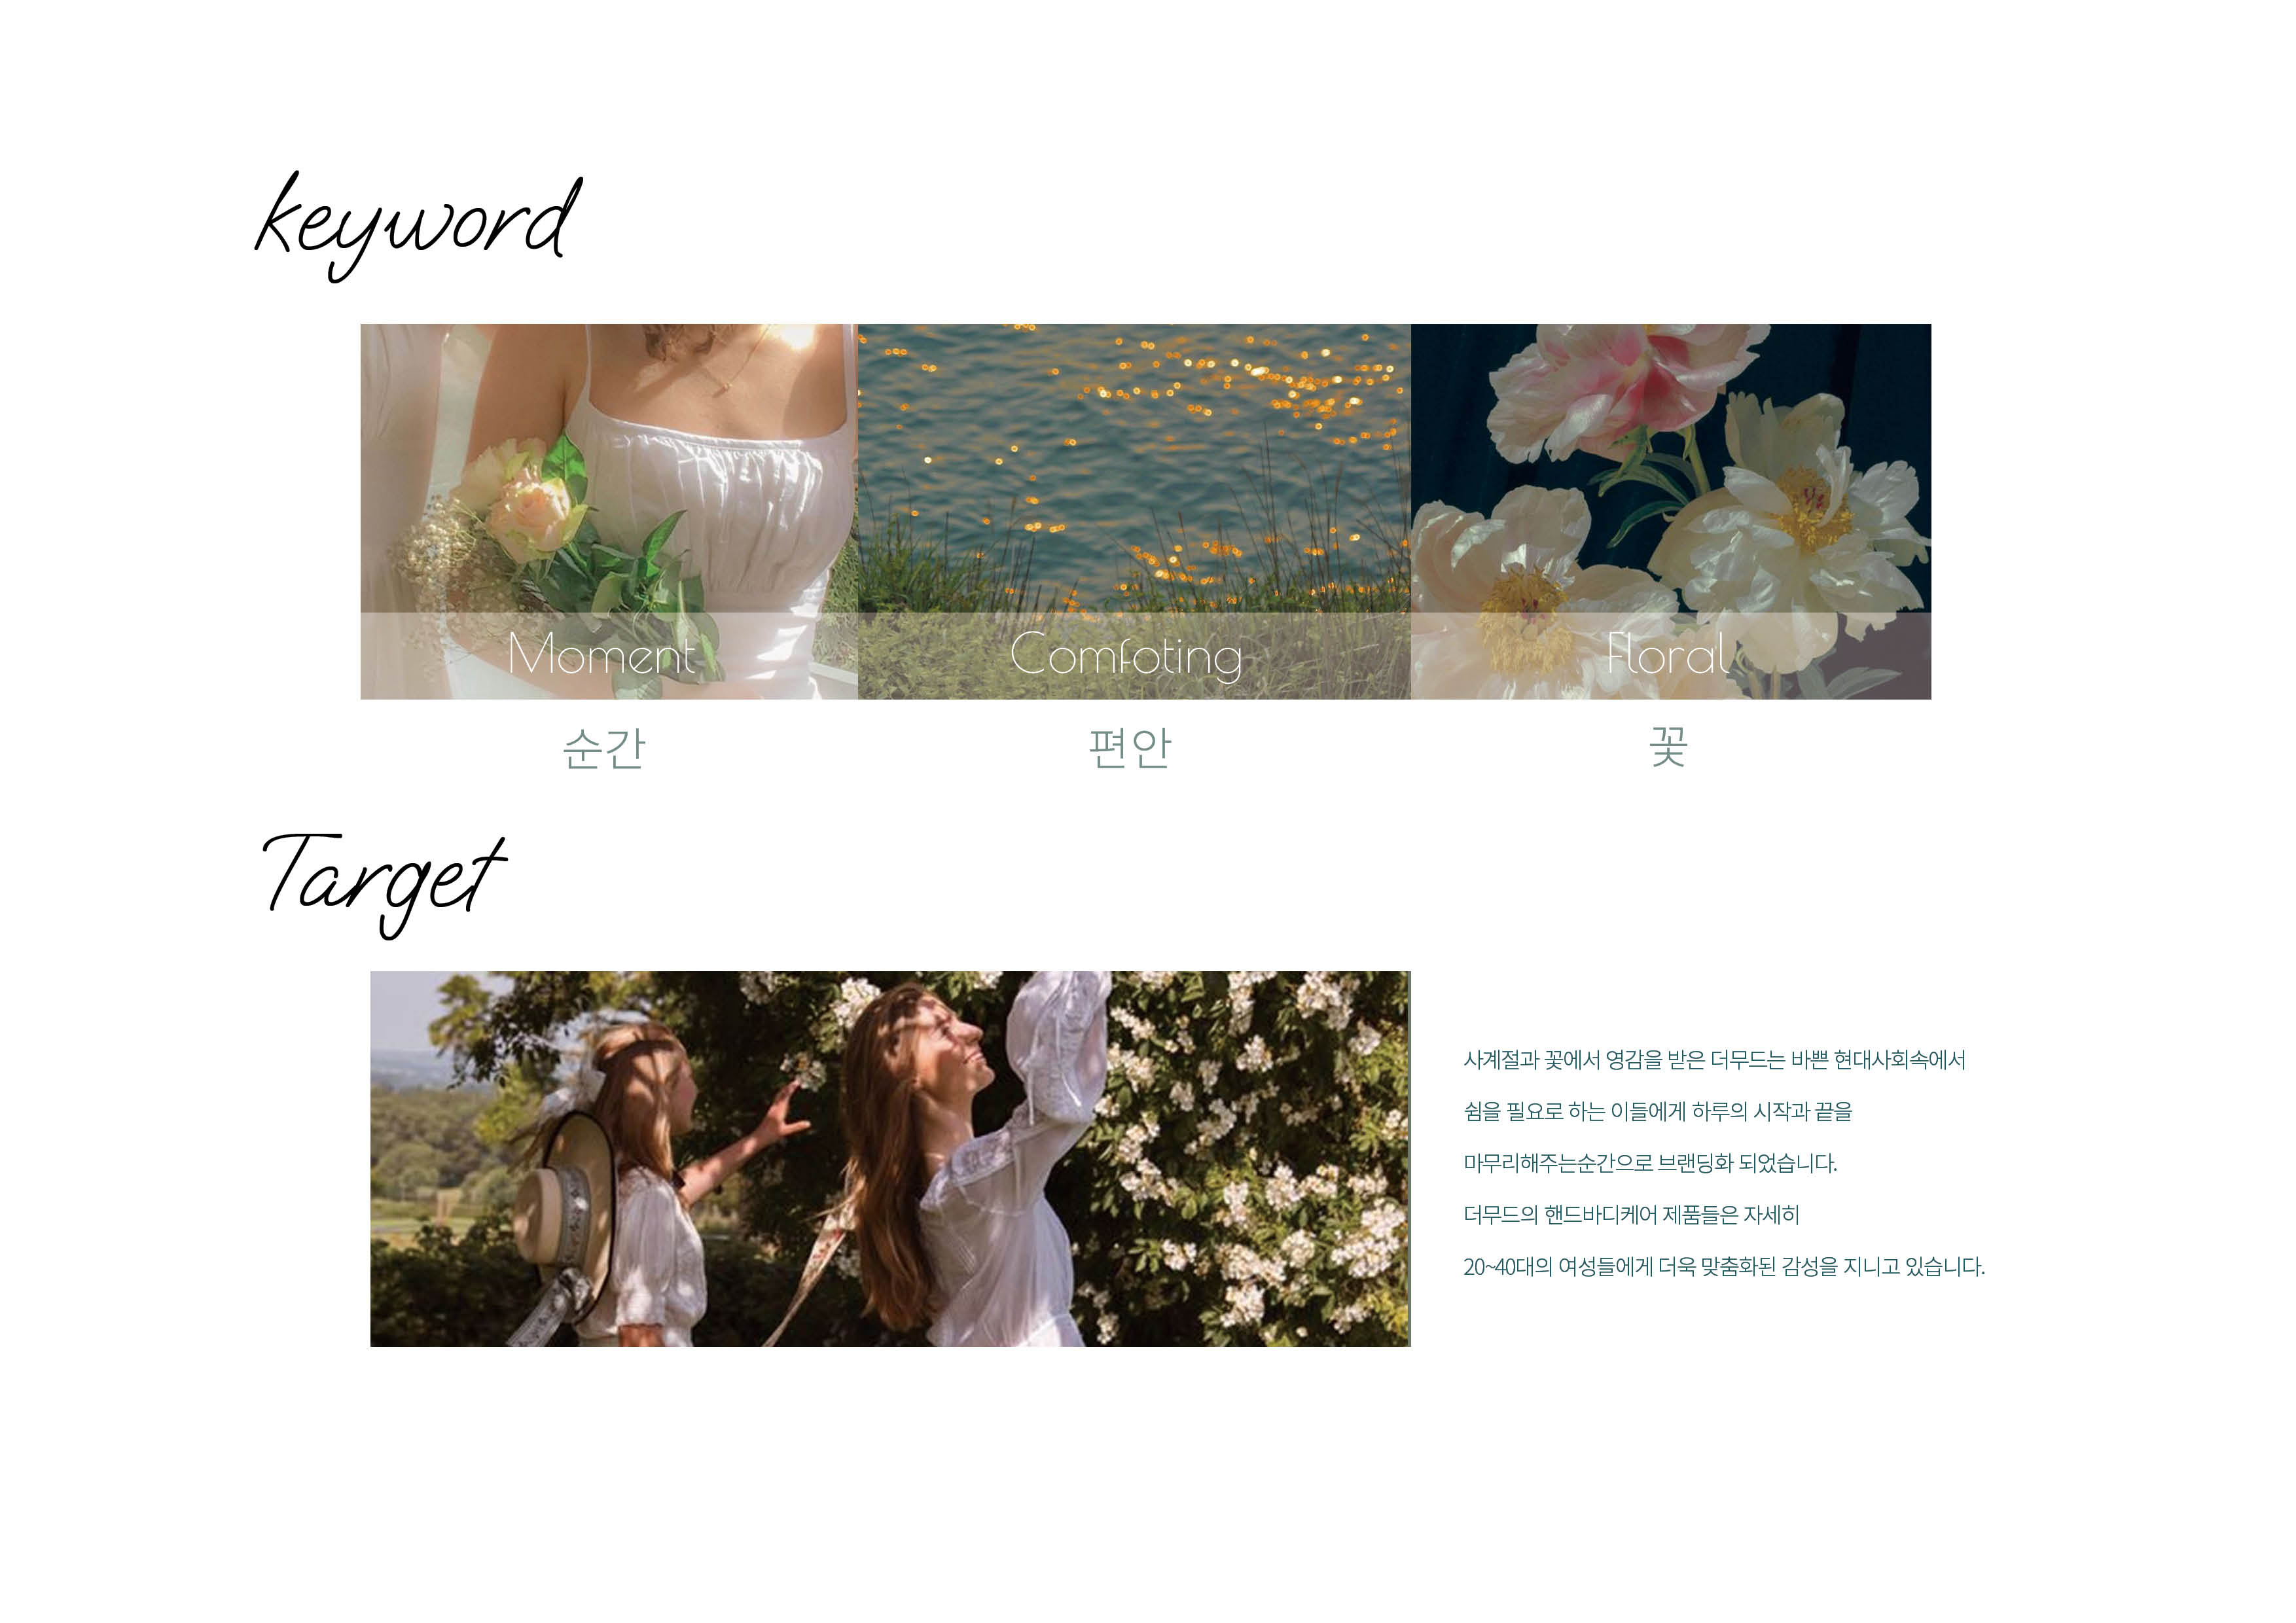 keyword
Moment
Comfoting
Floral
순간
편안
꽃
Target
사계절과 꽃에서 영감을 받은 더무드는 바쁜 현대사회속에서
쉼을 필요로 하는 이들에게 하루의 시작과 끝을
마무리해주는순간으로 브랜딩화 되었습니다.
더무드의 핸드바디케어 제품들은 자세히
20~40대의 여성들에게 더욱 맞춤화된 감성을 지니고 있습니다.